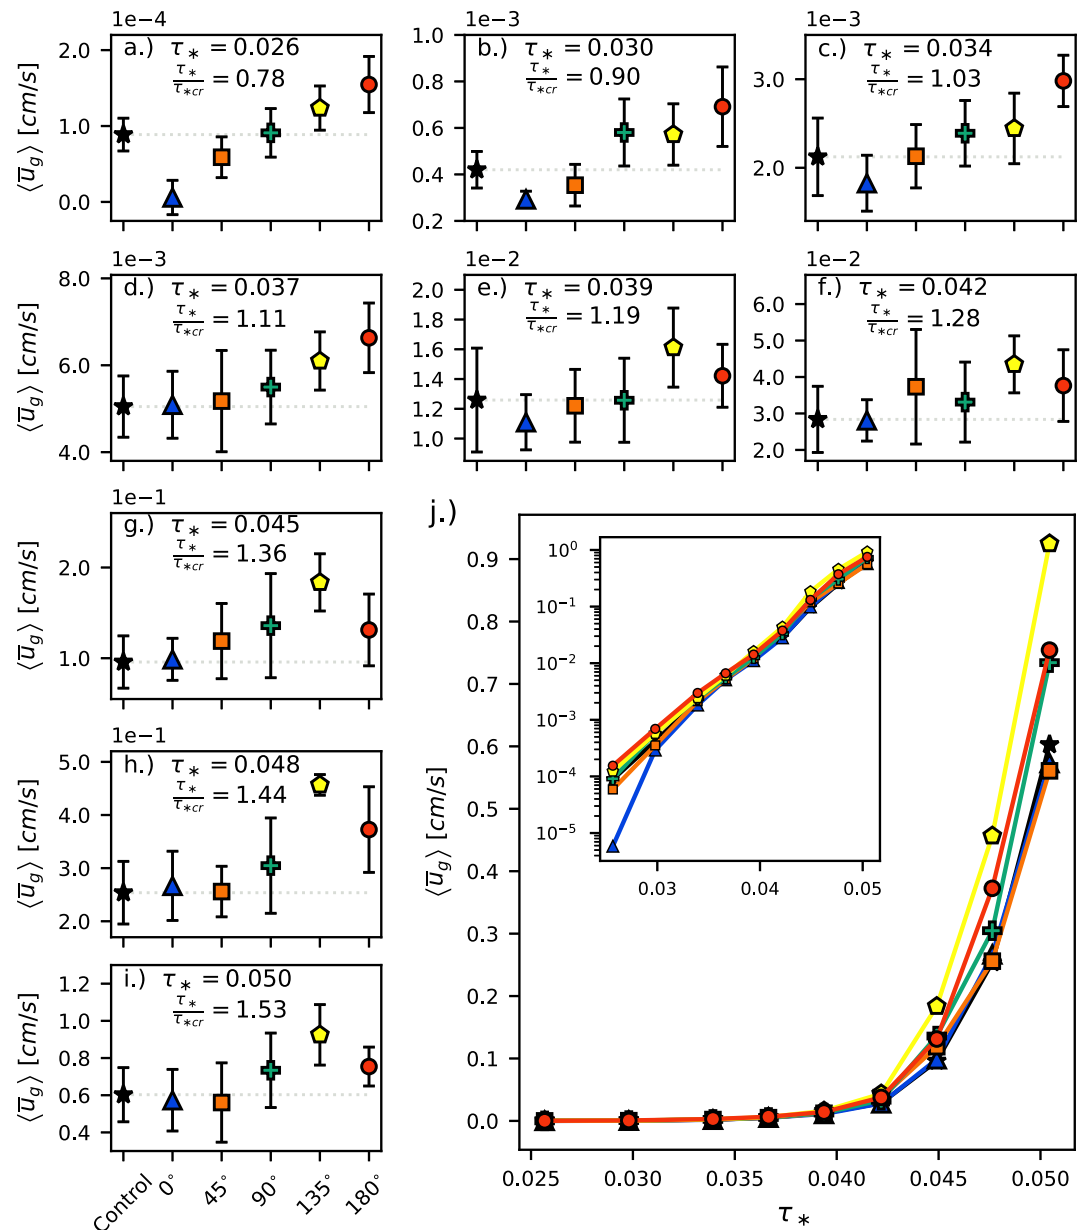 1e−4
a.) τ* = 0.026
τ*/τ*cr = 0.78
⟨u̅g⟩ [cm/s]
2.0
1.0
0.0
1e−3
b.) τ* = 0.030
τ*/τ*cr = 0.90
1.0
0.8
0.6
0.4
0.2
1e−3
c.) τ* = 0.034
τ*/τ*cr = 1.03
3.0
2.0
1e−3
d.) τ* = 0.037
τ*/τ*cr = 1.11
⟨u̅g⟩ [cm/s]
8.0
6.0
4.0
1e−2
e.) τ* = 0.039
τ*/τ*cr = 1.19
2.0
1.8
1.6
1.4
1.2
1.0
1e−2
f.) τ* = 0.042
τ*/τ*cr = 1.28
6.0
5.0
4.0
3.0
2.0
1e−1
g.) τ* = 0.045
τ*/τ*cr = 1.36
⟨u̅g⟩ [cm/s]
2.0
1.0
1e−1
h.) τ* = 0.048
τ*/τ*cr = 1.44
⟨u̅g⟩ [cm/s]
5.0
4.0
3.0
2.0
i.) τ* = 0.050
τ*/τ*cr = 1.53
⟨u̅g⟩ [cm/s]
1.2
1.0
0.8
0.6
0.4
Control
0°
45°
90°
135°
180°
j.)
⟨u̅g⟩ [cm/s]
0.9
0.8
0.7
0.6
0.5
0.4
0.3
0.2
0.1
0.0
10⁰
10⁻¹
10⁻²
10⁻³
10⁻⁴
10⁻⁵
0.03
0.04
0.05
0.025
0.030
0.035
0.040
0.045
0.050
τ*